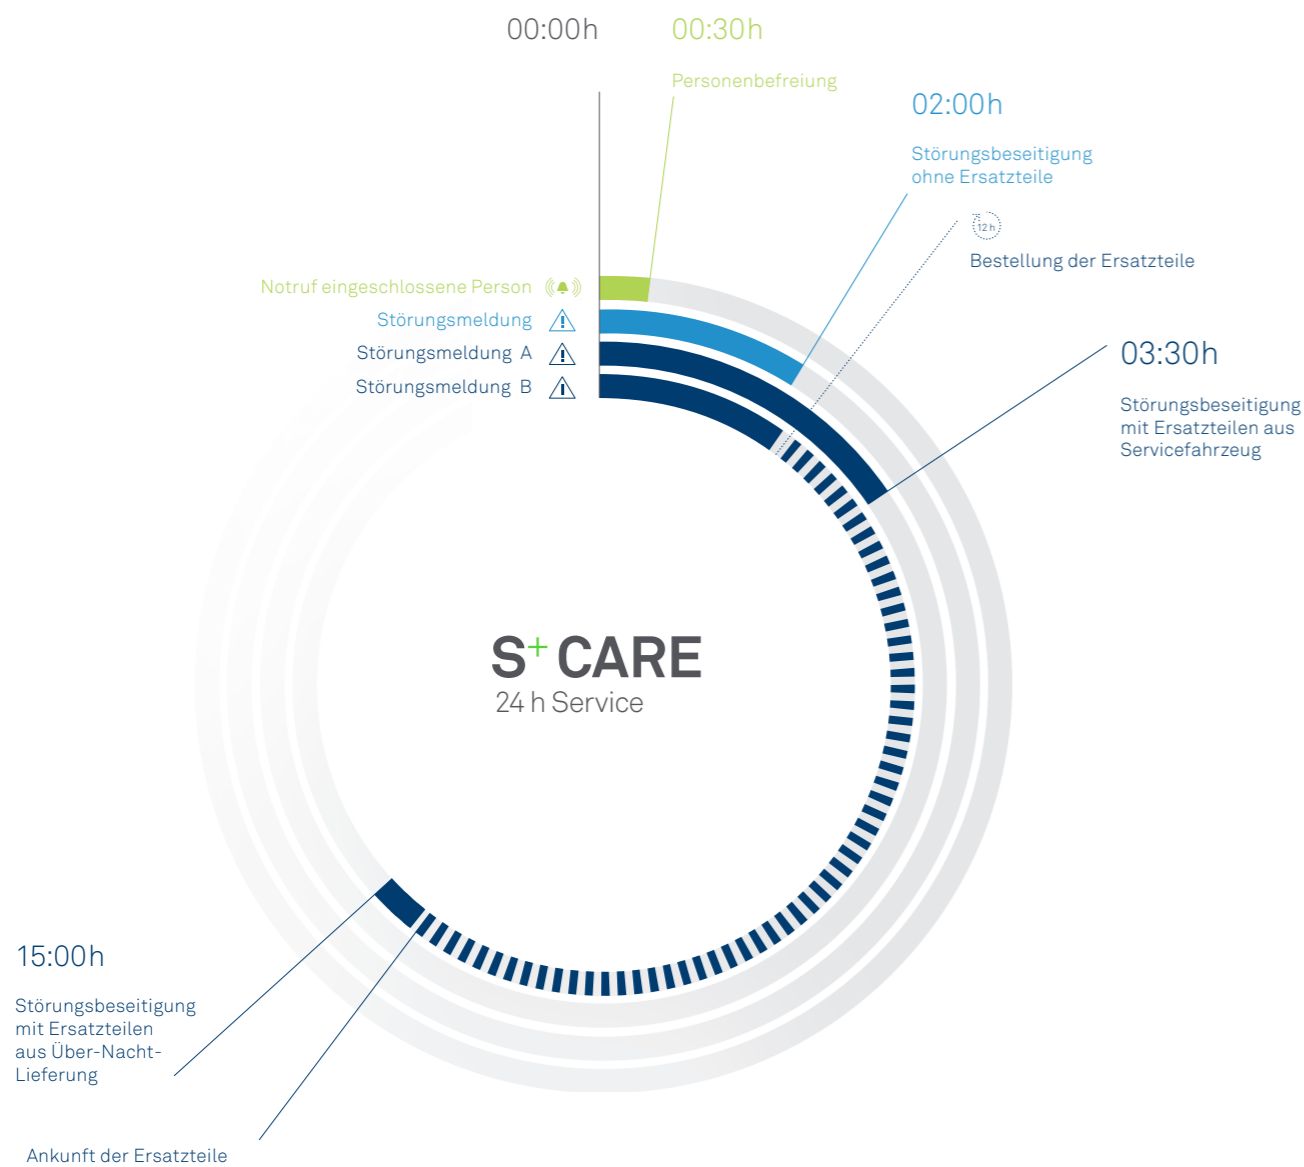 00:00h
00:30h
Personenbefreiung
02:00h
Störungsbeseitigung
ohne Ersatzteile
12 h
Bestellung der Ersatzteile
Notruf eingeschlossene Person
Störungsmeldung
Störungsmeldung A
Störungsmeldung B
03:30h
Störungsbeseitigung
mit Ersatzteilen aus
Servicefahrzeug
S+ CARE
24 h Service
15:00h
Störungsbeseitigung
mit Ersatzteilen
aus Über-Nacht-
Lieferung
Ankunft der Ersatzteile